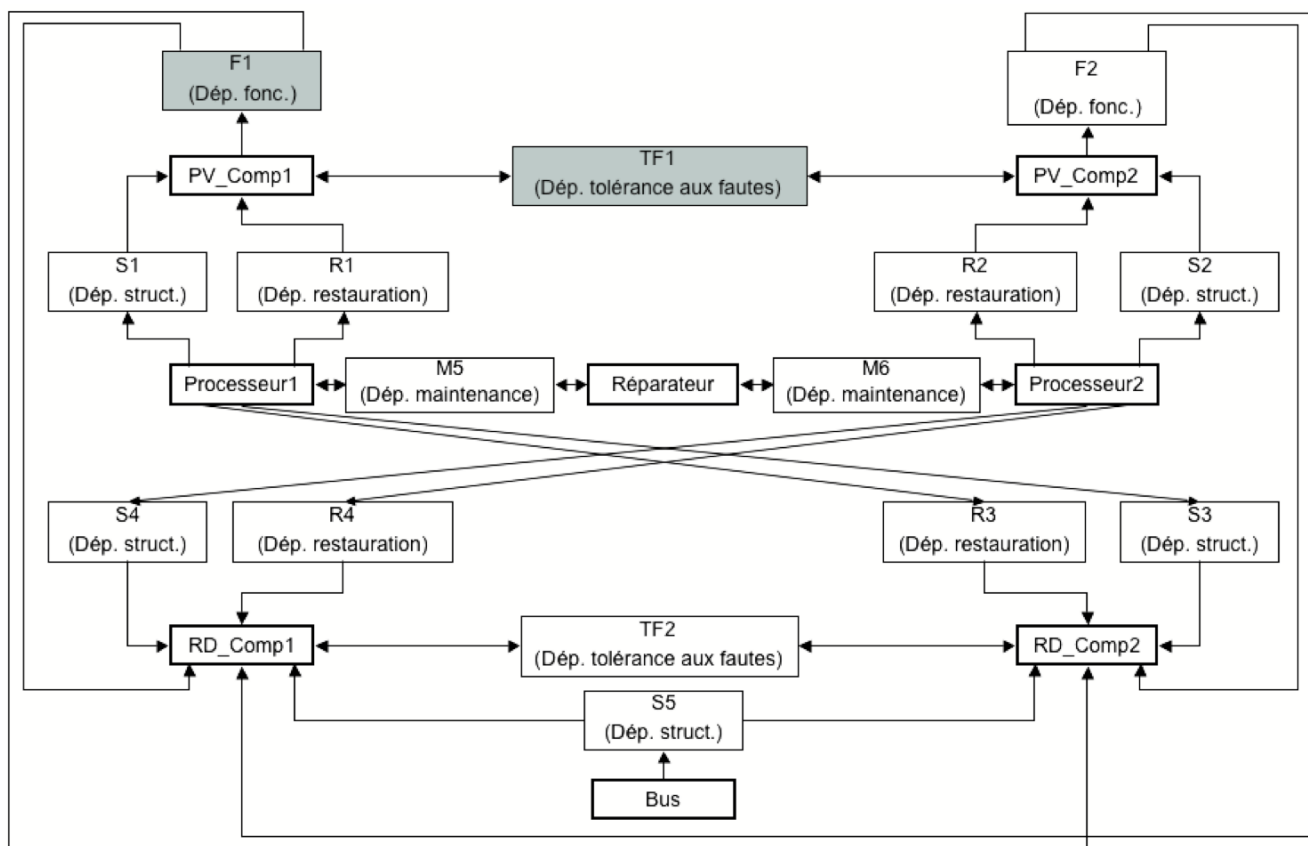 F1
(Dép. fonc.)
F2
(Dép. fonc.)
PV_Comp1
TF1
(Dép. tolérance aux fautes)
PV_Comp2
S1
(Dép. struct.)
R1
(Dép. restauration)
R2
(Dép. restauration)
S2
(Dép. struct.)
Processeur1
M5
(Dép. maintenance)
Réparateur
M6
(Dép. maintenance)
Processeur2
S4
(Dép. struct.)
R4
(Dép. restauration)
R3
(Dép. restauration)
S3
(Dép. struct.)
RD_Comp1
TF2
(Dép. tolérance aux fautes)
RD_Comp2
S5
(Dép. struct.)
Bus